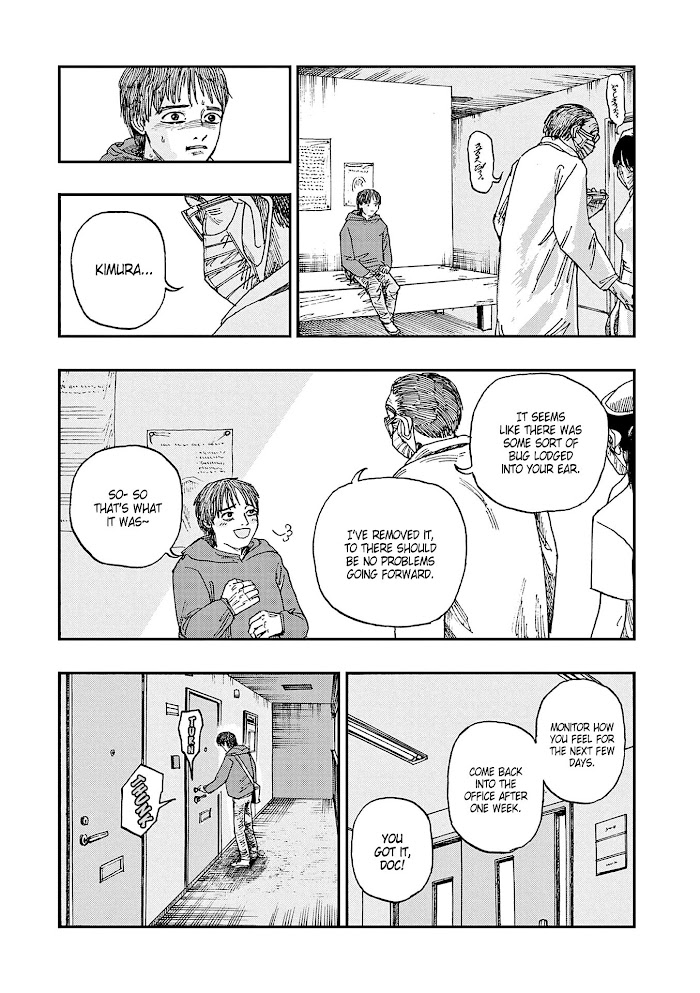 KIMURA...
IT SEEMS
LIKE THERE WAS
SOME SORT OF
BUG LODGED
INTO YOUR EAR.
I'VE REMOVED IT,
TO THERE SHOULD
BE NO PROBLEMS
GOING FORWARD.
SO- SO
THAT'S WHAT
IT WAS~
MONITOR HOW
YOU FEEL FOR
THE NEXT FEW
DAYS.
COME BACK
INTO THE
OFFICE AFTER
ONE WEEK.
YOU
GOT IT,
DOC!
TURN